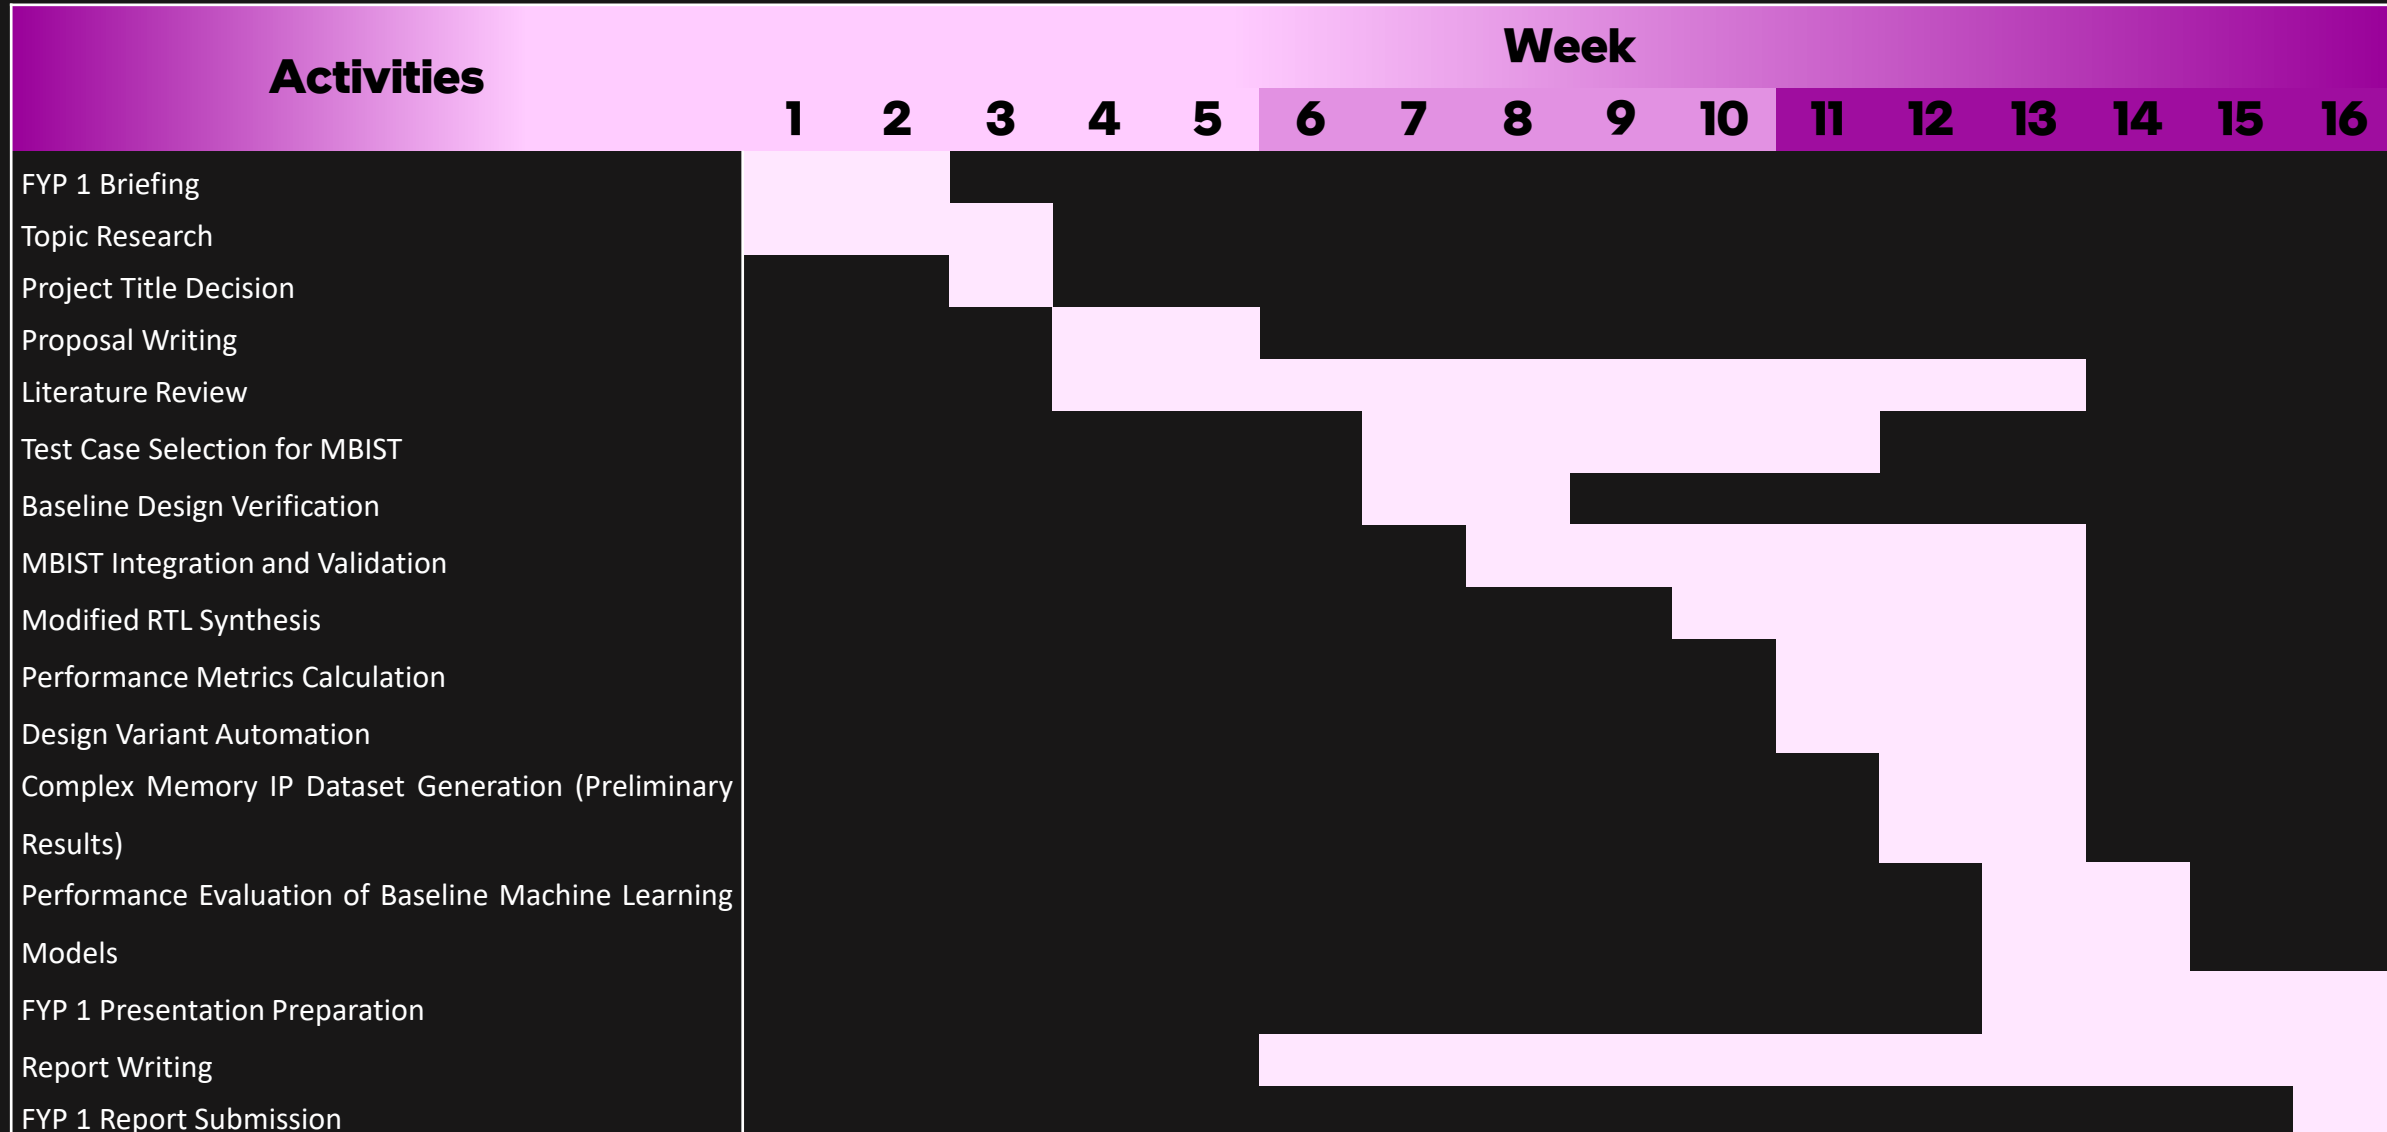 Activities
Week
1 2 3 4 5 6 7 8 9 10 11 12 13 14 15 16
FYP 1 Briefing
Topic Research
Project Title Decision
Proposal Writing
Literature Review
Test Case Selection for MBIST
Baseline Design Verification
MBIST Integration and Validation
Modified RTL Synthesis
Performance Metrics Calculation
Design Variant Automation
Complex Memory IP Dataset Generation (Preliminary
Results)
Performance Evaluation of Baseline Machine Learning
Models
FYP 1 Presentation Preparation
Report Writing
FYP 1 Report Submission